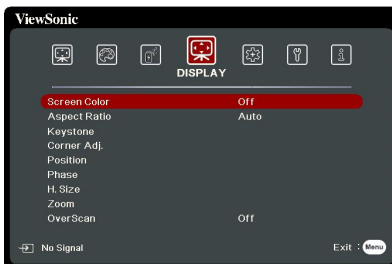 ViewSonic
DISPLAY
Screen Color Off
Aspect Ratio Auto
Keystone
Corner Adj.
Position
Phase
H. Size
Zoom
OverScan Off
No Signal Exit : Menu